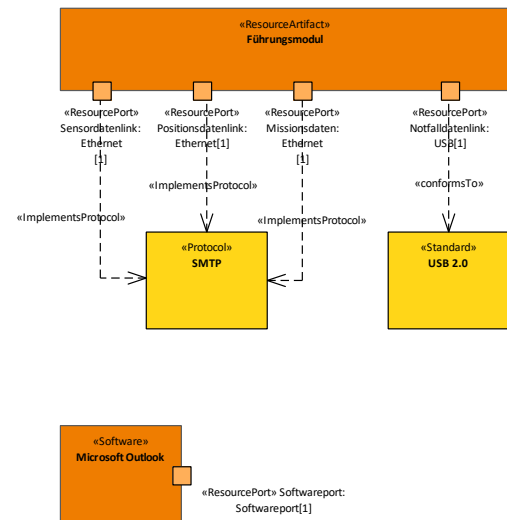 «ResourceArtifact»
Führungsmodul
«ResourcePort»
Sensordatenlink:
Ethernet
[1]
«ResourcePort»
Positionsdatenlink:
Ethernet[1]
«ResourcePort»
Missionsdaten:
Ethernet
[1]
«ResourcePort»
Notfalldatenlink:
USB[1]
«ImplementsProtocol»
«conformsTo»
«ImplementsProtocol»
«ImplementsProtocol»
«Protocol»
SMTP
«Standard»
USB 2.0
«Software»
Microsoft Outlook
«ResourcePort» Softwareport:
Softwareport[1]